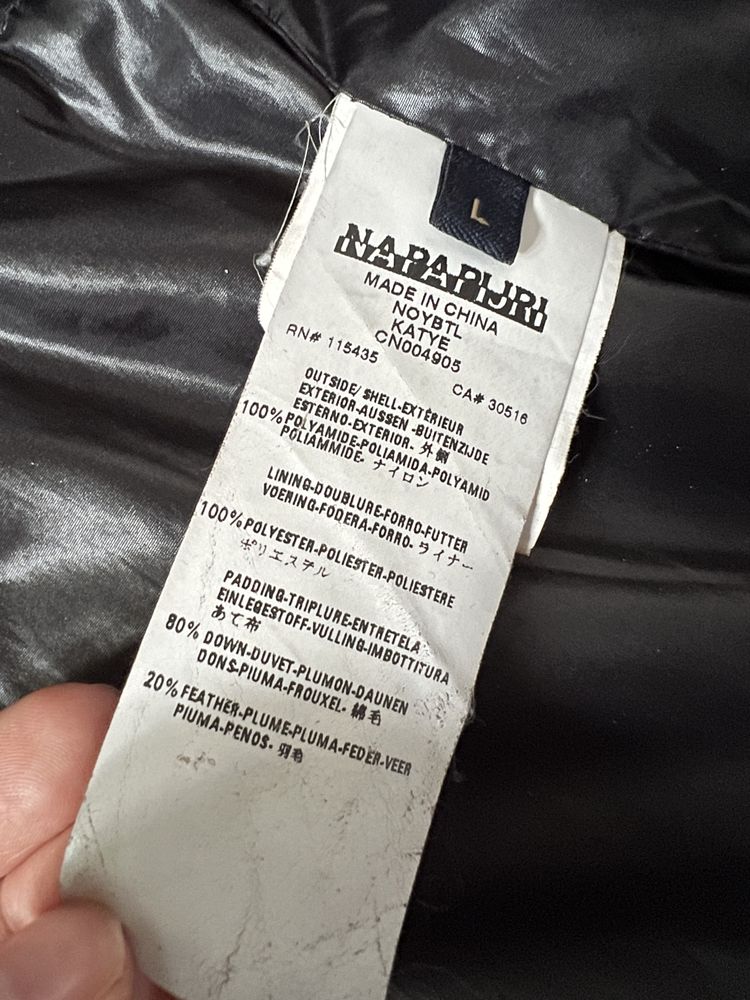 L
NAPAPIJRI
MADE IN CHINA
NOYBTL
KATYE
CN004905
RN# 115435
CA# 30516
OUTSIDE/SHELL-EXTÉRIEUR
EXTERIOR-AUSSEN-BUITENZIJDE
ESTERNO-EXTERIOR- 外側
100% POLYAMIDE-POLIAMIDA-POLYAMID
POLIAMMIDE- ナイロン
LINING-DOUBLURE-FORRO-FUTTER
VOERING-FODERA-FORRO- ライナー
100% POLYESTER-POLIESTER-POLIESTERE
ポリエステル
PADDING-TRIPLURE-ENTRETELA
EINLEGESTOFF-VULLING-IMBOTTITURA
あて布
80% DOWN-DUVET-PLUMON-DAUNEN
DONS-PIUMA-FROUXEL- 綿毛
20% FEATHER-PLUME-PLUMA-FEDER-VEER
PIUMA-PENOS- 羽毛